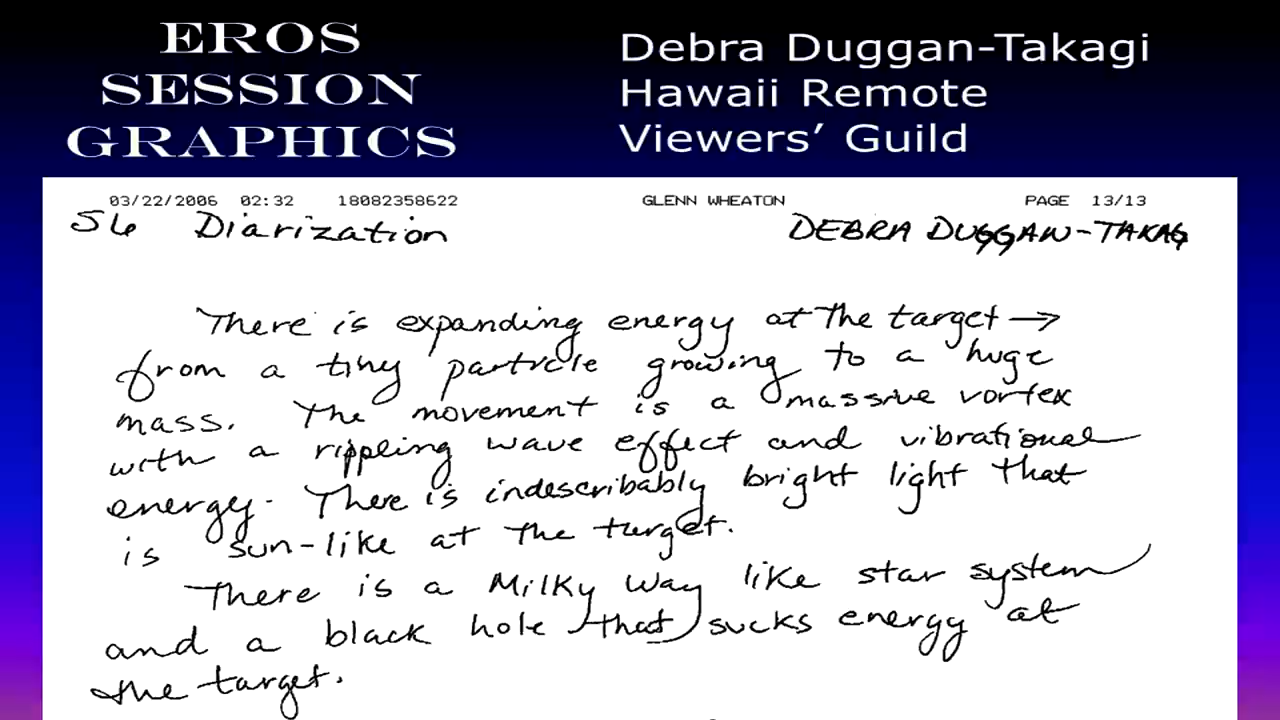 EROS
SESSION
GRAPHICS
Debra Duggan-Takagi
Hawaii Remote
Viewers' Guild
03/22/2006 02:32 18082358622 GLENN WHEATON PAGE 13/13
S6 Diarization DEBRA DUGGAN-TAKAGI
There is expanding energy at the target →
from a tiny particle growing to a huge
mass. The movement is a massive vortex
with a rippling wave effect and vibrational
energy. There is indescribably bright light that
is sun-like at the target.
There is a Milky Way like star system
and a black hole that sucks energy at
the target.